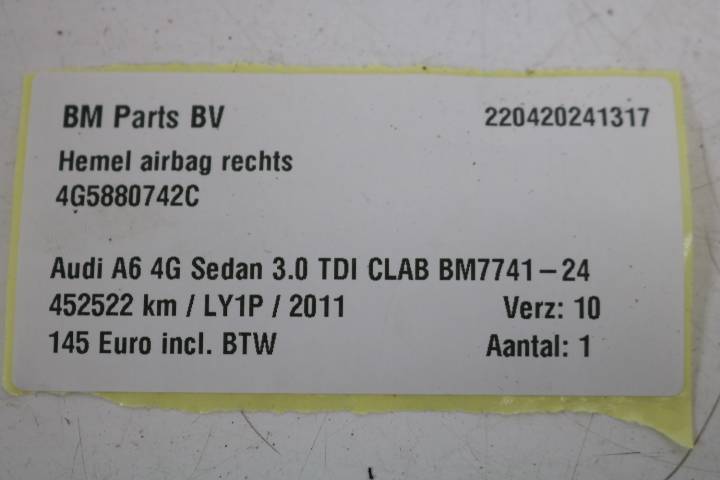 BM Parts BV 220420241317
Hemel airbag rechts
4G5880742C
Audi A6 4G Sedan 3.0 TDI CLAB BM7741-24
452522 km / LY1P / 2011 Verz: 10
145 Euro incl. BTW Aantal: 1